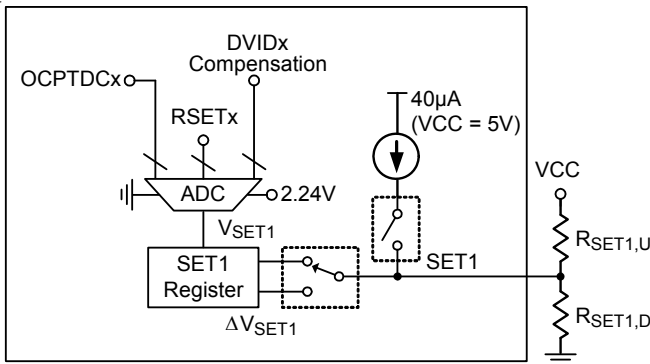 DVIDx
Compensation
OCPTDCx
RSETx
40µA
(VCC = 5V)
ADC
2.24V
VCC
VSET1
SET1
Register
SET1
RSET1,U
ΔVSET1
RSET1,D